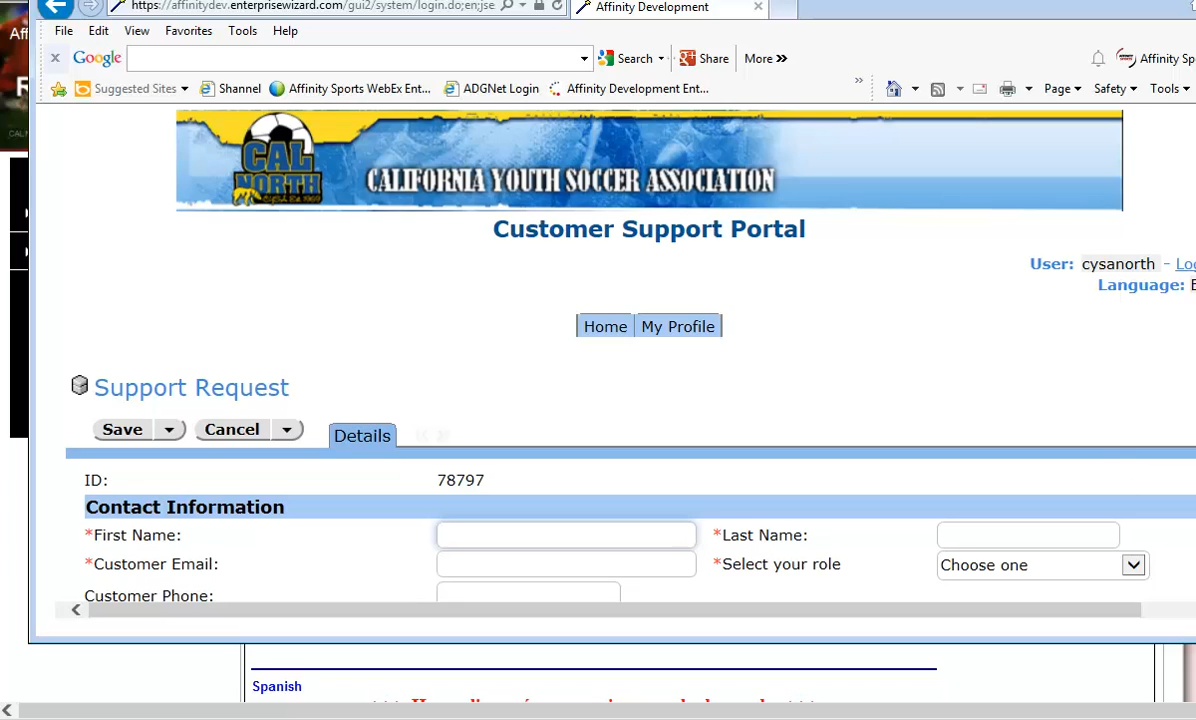 https://affinitydev.enterprisewizard.com/gui2/system/login.do;enjse
Affinity Development
File Edit View Favorites Tools Help
x Google Search Share More »
Affinity Sp
Suggested Sites Channel Affinity Sports WebEx Ent... ADGNet Login Affinity Development Ent... » Page Safety Tools
CAL NORTH
CALIFORNIA YOUTH SOCCER ASSOCIATION
Customer Support Portal
User: cysanorth - Lo
Language: E
Home My Profile
Support Request
Save Cancel Details
ID: 78797
Contact Information
*First Name: *Last Name:
*Customer Email: *Select your role Choose one
Customer Phone:
Spanish